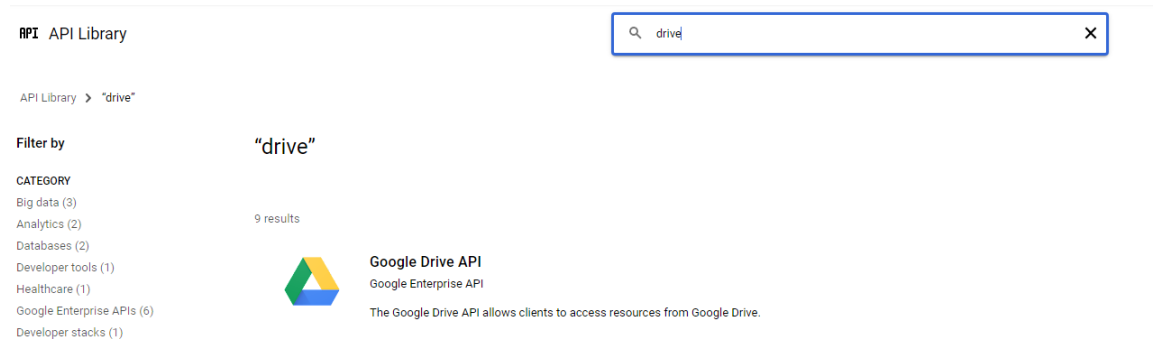 API API Library
drive
API Library > "drive"
Filter by
CATEGORY
Big data (3)
Analytics (2)
Databases (2)
Developer tools (1)
Healthcare (1)
Google Enterprise APIs (6)
Developer stacks (1)
“drive”
9 results
Google Drive API
Google Enterprise API
The Google Drive API allows clients to access resources from Google Drive.